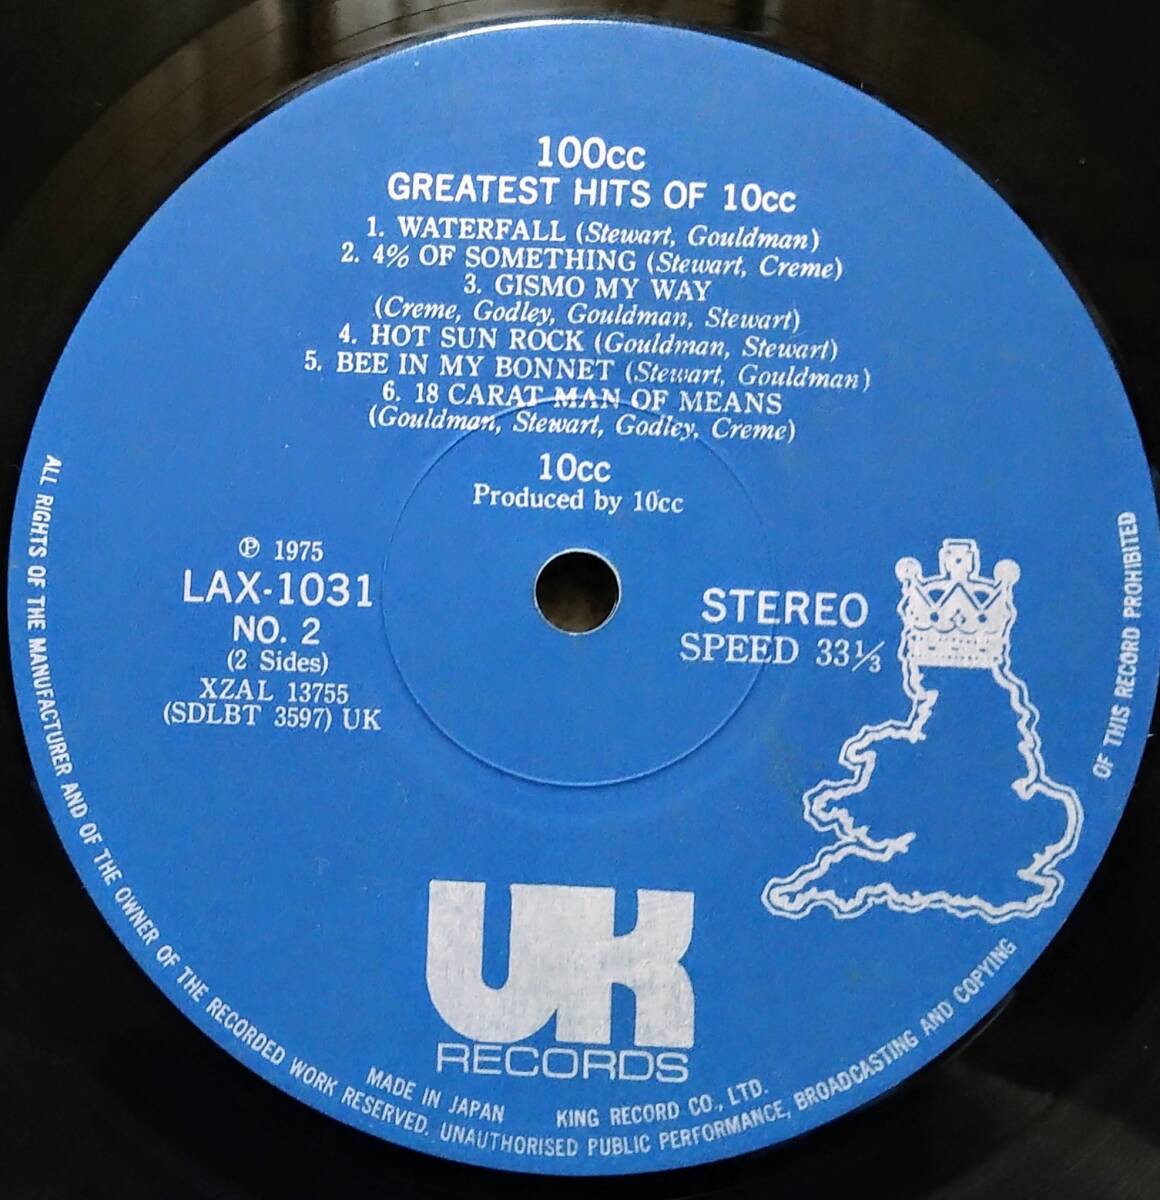 100cc
GREATEST HITS OF 10cc
1. WATERFALL (Stewart, Gouldman)
2. 4% OF SOMETHING (Stewart, Creme)
3. GISMO MY WAY
(Creme, Godley, Gouldman, Stewart)
4. HOT SUN ROCK (Gouldman, Stewart)
5. BEE IN MY BONNET (Stewart, Gouldman)
6. 18 CARAT MAN OF MEANS
(Gouldman, Stewart, Godley, Creme)
10cc
Produced by 10cc
℗ 1975
LAX-1031
NO. 2
(2 Sides)
XZAL 13755
(SDLBT 3597) UK
STEREO
SPEED 33⅓
UK
RECORDS
MADE IN JAPAN KING RECORD CO., LTD.
ALL RIGHTS OF THE MANUFACTURER AND OF THE OWNER OF THE RECORDED WORK RESERVED. UNAUTHORISED PUBLIC PERFORMANCE, BROADCASTING AND COPYING OF THIS RECORD PROHIBITED